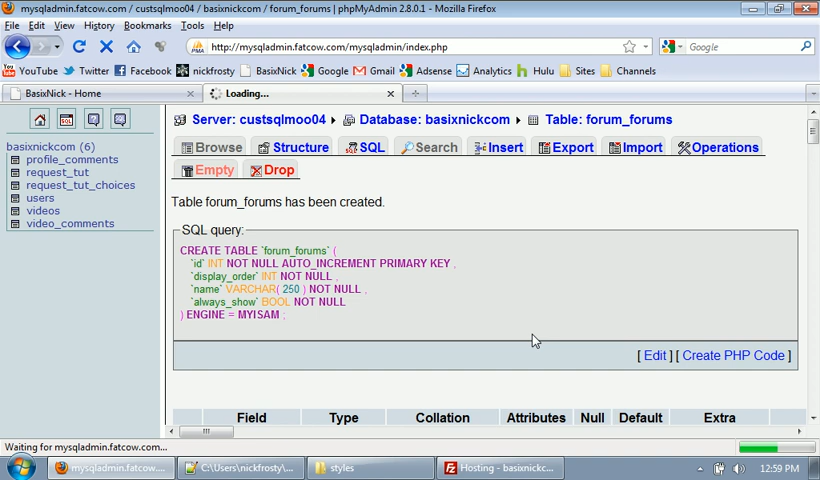 mysqladmin.fatcow.com / custsqlmoo04 / basixnickcom / forum_forums | phpMyAdmin 2.8.0.1 - Mozilla Firefox
File Edit View History Bookmarks Tools Help
http://mysqladmin.fatcow.com/mysqladmin/index.php
Google
YouTube Twitter Facebook nickfrosty BasixNick Google Gmail Adsense Analytics Hulu Sites Channels
BasixNick - Home
Loading...
basixnickcom (6)
profile_comments
request_tut
request_tut_choices
users
videos
video_comments
Server: custsqlmoo04 Database: basixnickcom Table: forum_forums
Browse Structure SQL Search Insert Export Import Operations
Empty Drop
Table forum_forums has been created.
SQL query:
CREATE TABLE `forum_forums` (
`id` INT NOT NULL AUTO_INCREMENT PRIMARY KEY ,
`display_order` INT NOT NULL ,
`name` VARCHAR( 250 ) NOT NULL ,
`always_show` BOOL NOT NULL
) ENGINE = MYISAM ;
[ Edit ] [ Create PHP Code ]
Field Type Collation Attributes Null Default Extra
Waiting for mysqladmin.fatcow.com...
mysqladmin.fatcow....
C:\Users\nickfrosty\...
styles
Hosting - basixnickc...
12:59 PM